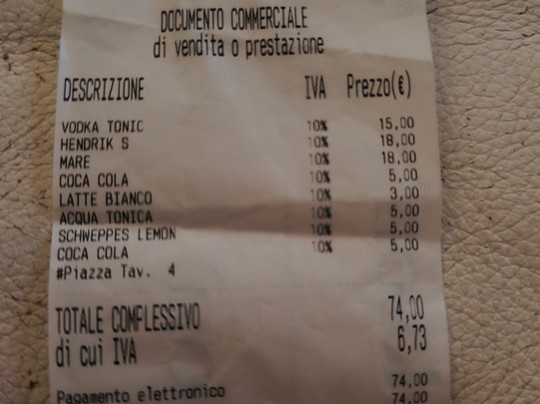 DOCUMENTO COMMERCIALE
di vendita o prestazione
DESCRIZIONE IVA Prezzo(€)
VODKA TONIC 10% 15,00
HENDRIK S 10% 18,00
MARE 10% 18,00
COCA COLA 10% 5,00
LATTE BIANCO 10% 3,00
ACQUA TONICA 10% 5,00
SCHWEPPES LEMON 10% 5,00
COCA COLA 10% 5,00
#Piazza Tav. 4
TOTALE COMPLESSIVO 74,00
di cui IVA 6,73
Pagamento elettronico 74,00
74,00